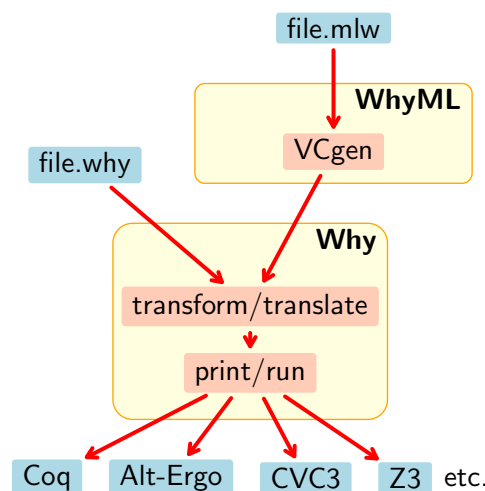 file.mlw
WhyML
VCgen
file.why
Why
transform/translate
print/run
Coq Alt-Ergo CVC3 Z3 etc.